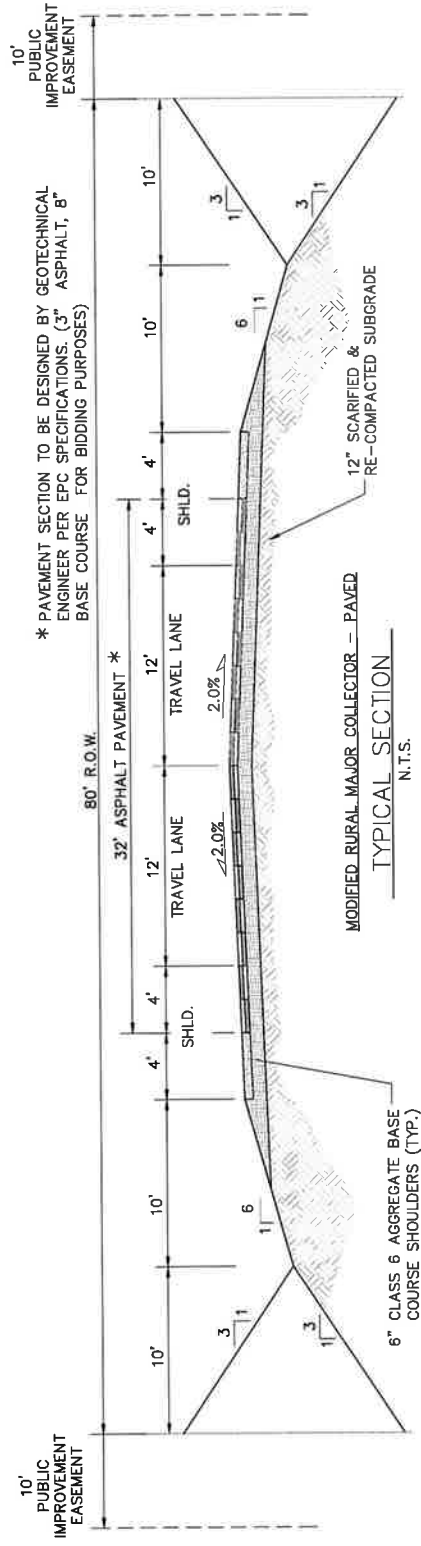 10'
PUBLIC
IMPROVEMENT
EASEMENT
10'
PUBLIC
IMPROVEMENT
EASEMENT
* PAVEMENT SECTION TO BE DESIGNED BY GEOTECHNICAL
ENGINEER PER EPC SPECIFICATIONS. (3" ASPHALT, 8"
BASE COURSE FOR BIDDING PURPOSES)
80' R.O.W.
32' ASPHALT PAVEMENT *
10'
10'
4'
4'
12'
12'
4'
4'
10'
10'
SHLD.
TRAVEL LANE
TRAVEL LANE
SHLD.
2.0%
2.0%
3
1
3
1
6
1
6
1
3
1
3
1
6" CLASS 6 AGGREGATE BASE
COURSE SHOULDERS (TYP.)
12" SCARIFIED &
RE-COMPACTED SUBGRADE
MODIFIED RURAL MAJOR COLLECTOR - PAVED
TYPICAL SECTION
N.T.S.